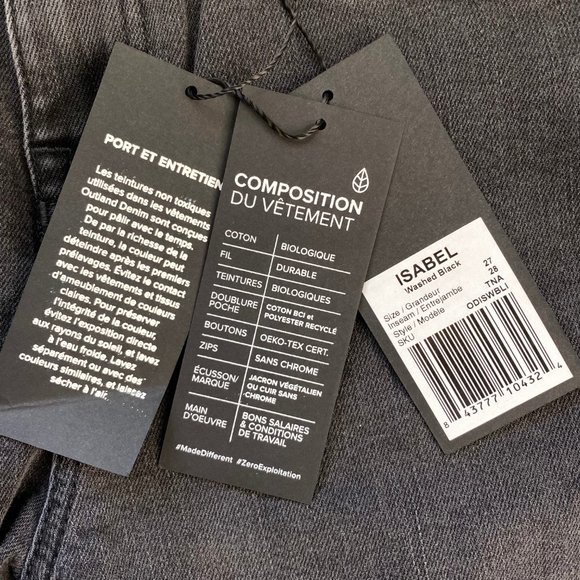 PORT ET ENTRETIEN
Les teintures non toxiques
utilisées dans les vêtements
Outland Denim sont conçues
pour pâlir avec le temps.
De par la richesse de la
teinture, la couleur peut
déteindre après les premiers
prélavages. Évitez le contact
avec les vêtements et tissus
d'ameublement de couleurs
claires. Pour préserver
l'intégrité de la couleur,
évitez l'exposition directe
aux rayons du soleil, et lavez
à l'eau froide. Lavez
séparément ou avec des
couleurs similaires, et laissez
sécher à l'air.
COMPOSITION
DU VÊTEMENT
COTON BIOLOGIQUE
FIL DURABLE
TEINTURES BIOLOGIQUES
DOUBLURE COTON BCI et
POCHE POLYESTER RECYCLÉ
BOUTONS OEKO-TEX CERT.
ZIPS SANS CHROME
ÉCUSSON/ JACRON VÉGÉTALIEN
MARQUE OU CUIR SANS
CHROME
MAIN BONS SALAIRES
D'OEUVRE & CONDITIONS
DE TRAVAIL
#MadeDifferent #ZeroExploitation
ISABEL
Washed Black
Size / Grandeur 27
Inseam / Entrejambe 28
Style / Modèle TNA
SKU ODISWBLI
8 43777 10432 4